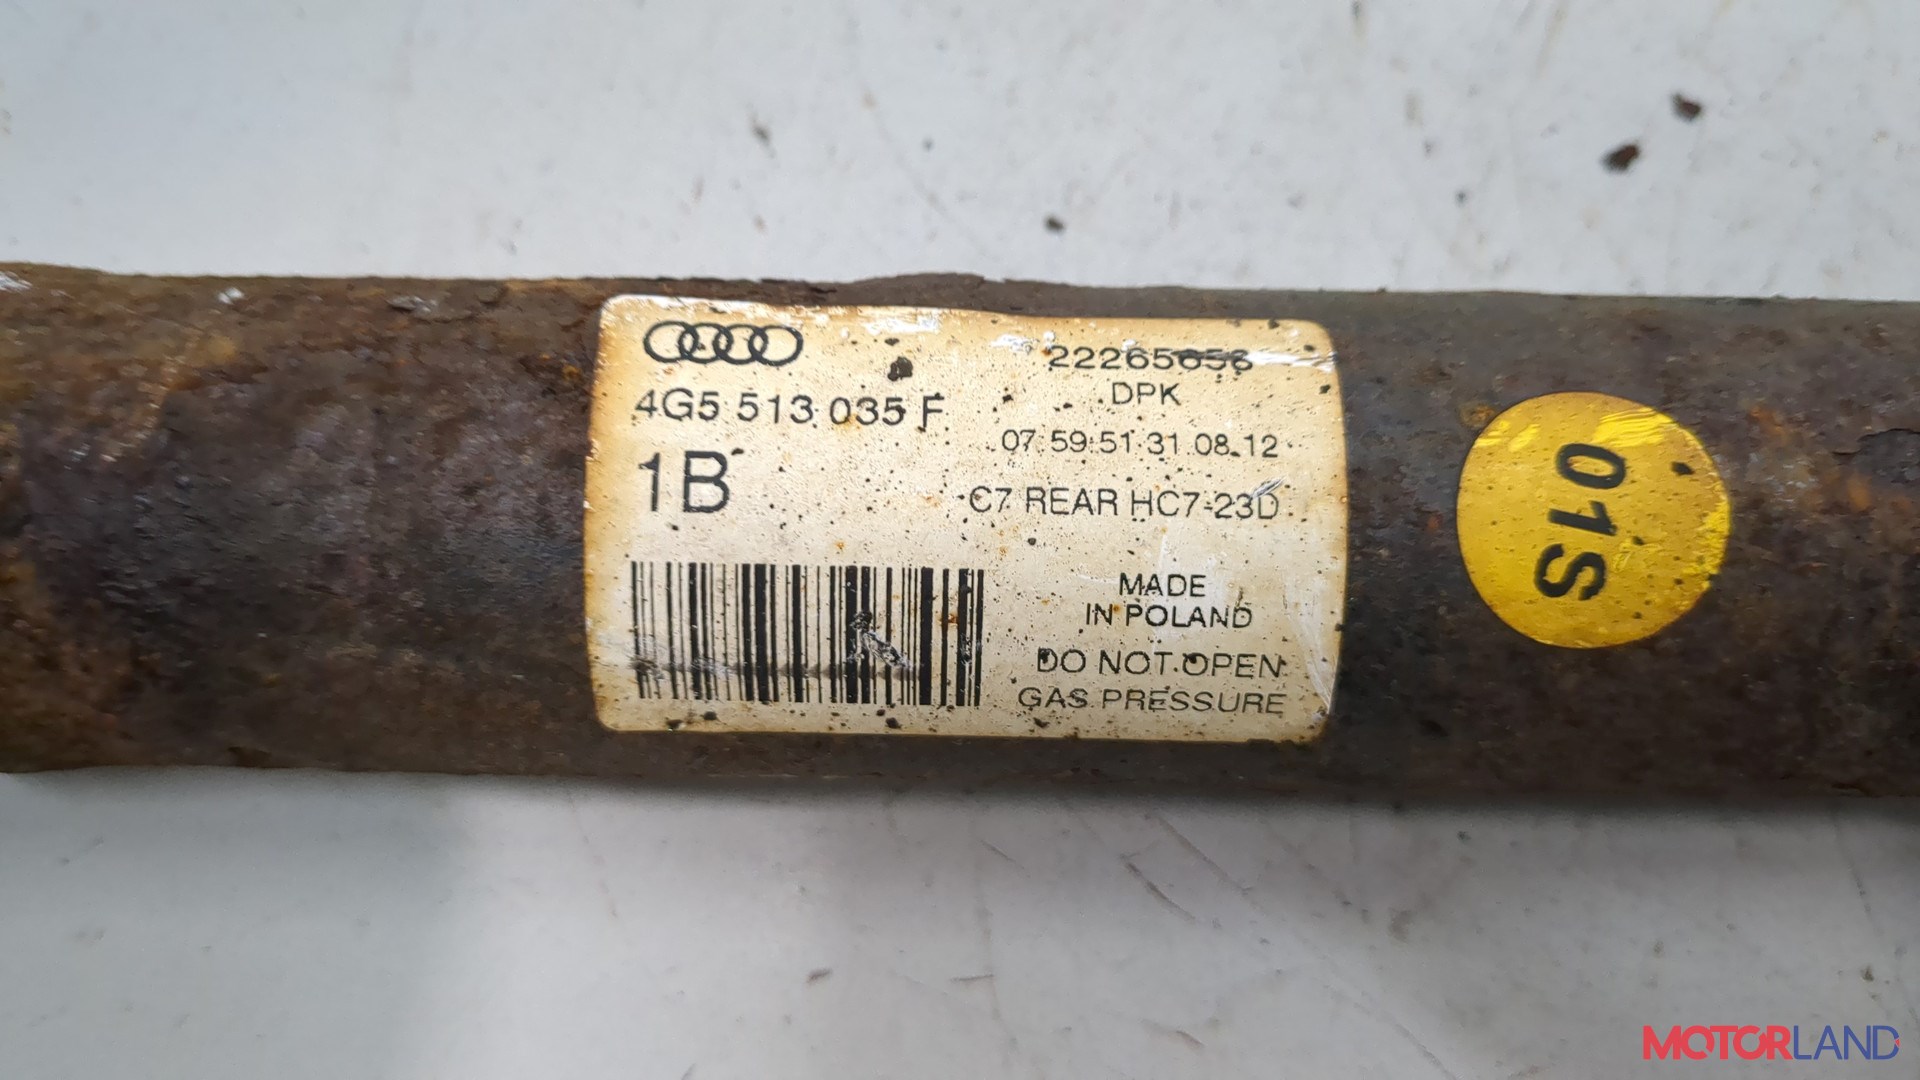 4G5 513 035 F
1B
22265656
DPK
07 59 51 31 08 12
C7 REAR HC7-23D
MADE
IN POLAND
DO NOT OPEN
GAS PRESSURE
01S
MOTORLAND